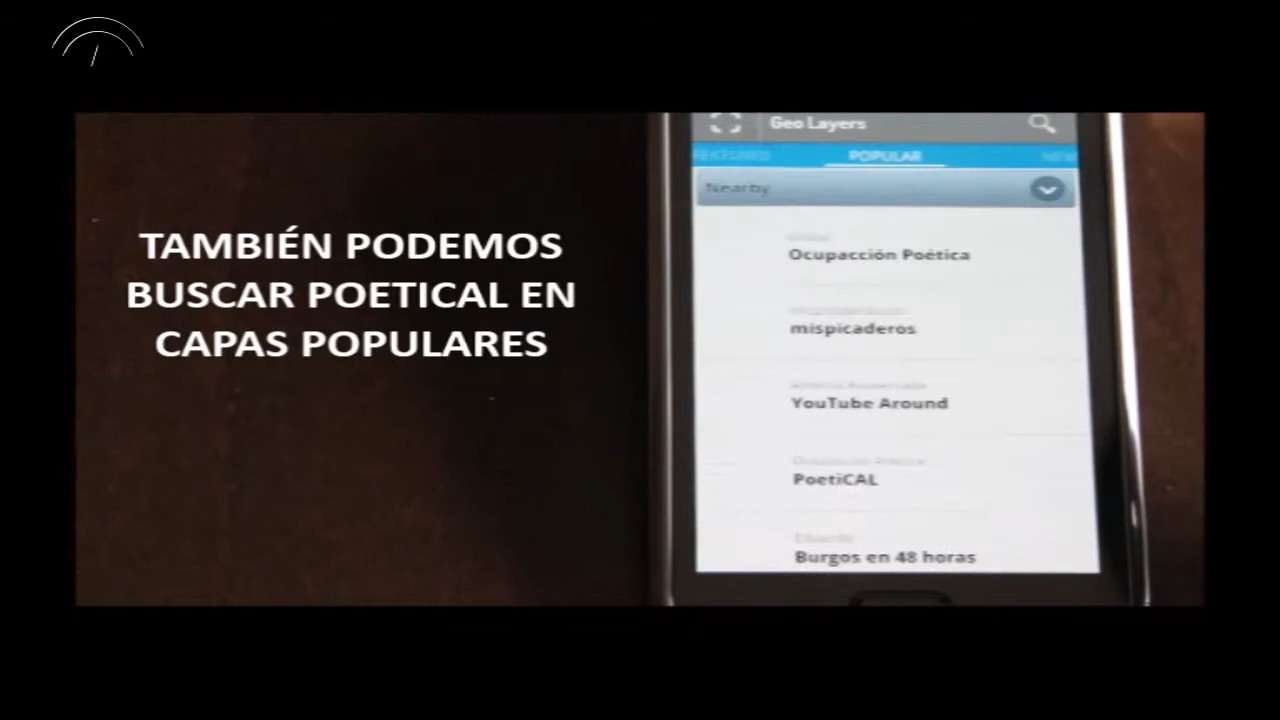 TAMBIÉN PODEMOS
BUSCAR POETICAL EN
CAPAS POPULARES
Geo Layers
POPULAR
NEW
Nearby
Ocupacción Poética
mispicaderos
YouTube Around
PoetiCAL
Burgos en 48 horas